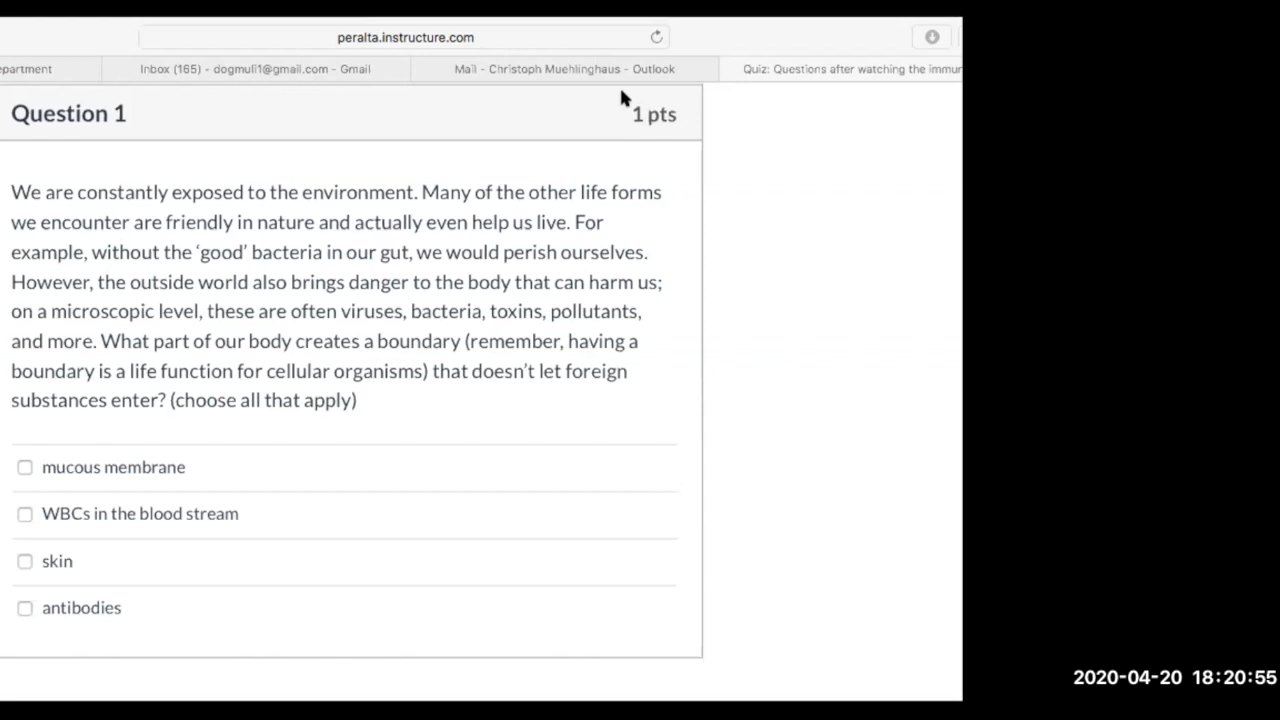 peralta.instructure.com
epartment
Inbox (165) - dogmuli1@gmail.com - Gmail
Mail - Christoph Muehlinghaus - Outlook
Quiz: Questions after watching the immun
Question 1
1 pts
We are constantly exposed to the environment. Many of the other life forms
we encounter are friendly in nature and actually even help us live. For
example, without the ‘good’ bacteria in our gut, we would perish ourselves.
However, the outside world also brings danger to the body that can harm us;
on a microscopic level, these are often viruses, bacteria, toxins, pollutants,
and more. What part of our body creates a boundary (remember, having a
boundary is a life function for cellular organisms) that doesn’t let foreign
substances enter? (choose all that apply)
mucous membrane
WBCs in the blood stream
skin
antibodies
2020-04-20 18:20:55